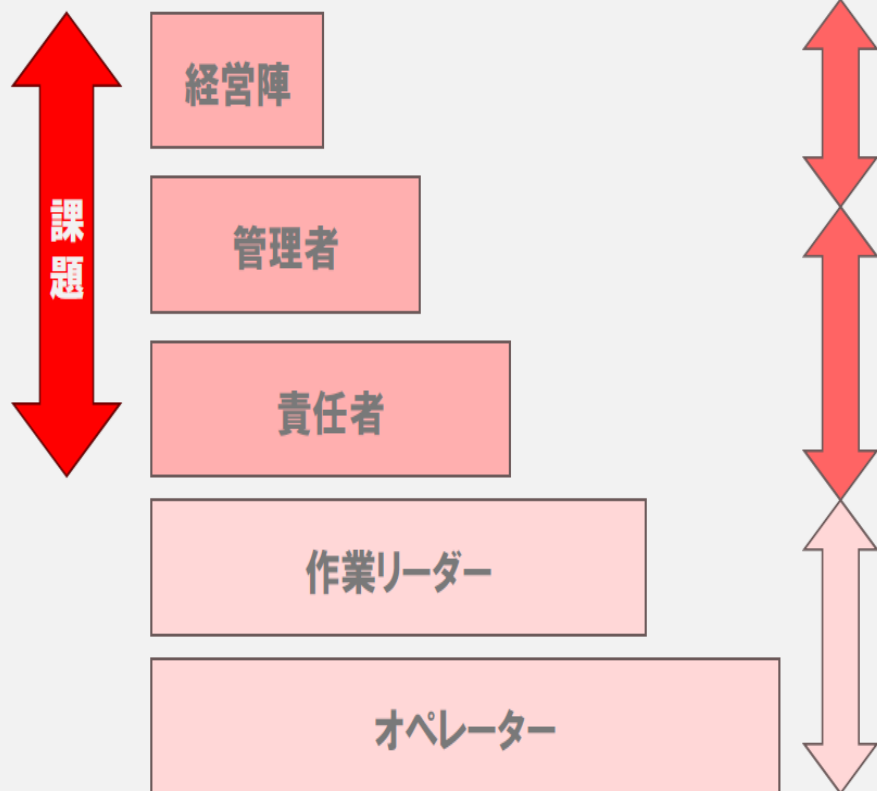 経営陣
課題
管理者
責任者
作業リーダー
オペレーター